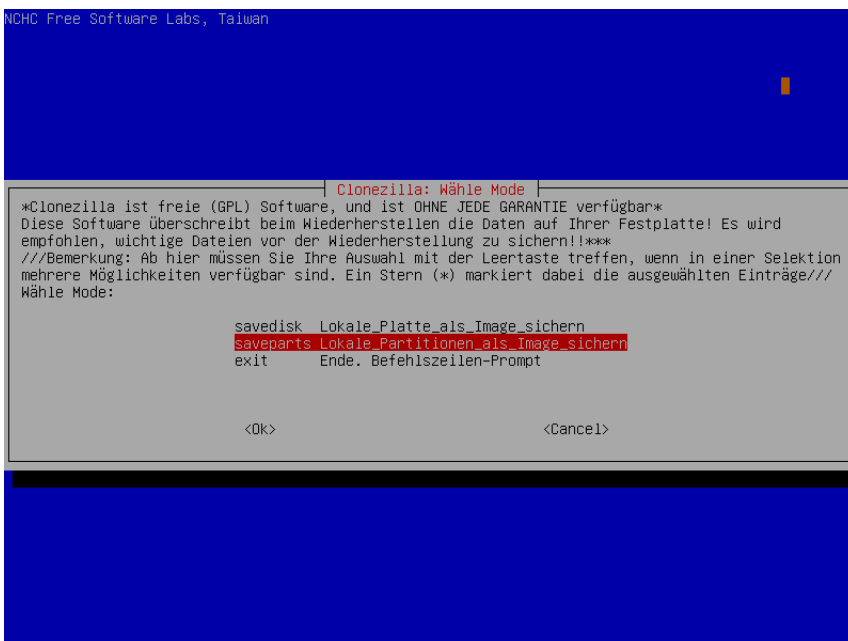 NCHC Free Software Labs, Taiwan
Clonezilla: Wähle Mode
*Clonezilla ist freie (GPL) Software, und ist OHNE JEDE GARANTIE verfügbar*
Diese Software überschreibt beim Wiederherstellen die Daten auf Ihrer Festplatte! Es wird
empfohlen, wichtige Dateien vor der Wiederherstellung zu sichern!!***
///Bemerkung: Ab hier müssen Sie Ihre Auswahl mit der Leertaste treffen, wenn in einer Selektion
mehrere Möglichkeiten verfügbar sind. Ein Stern (*) markiert dabei die ausgewählten Einträge///
Wähle Mode:
savedisk Lokale_Platte_als_Image_sichern
saveparts Lokale_Partitionen_als_Image_sichern
exit Ende. Befehlszeilen-Prompt
<Ok> <Cancel>